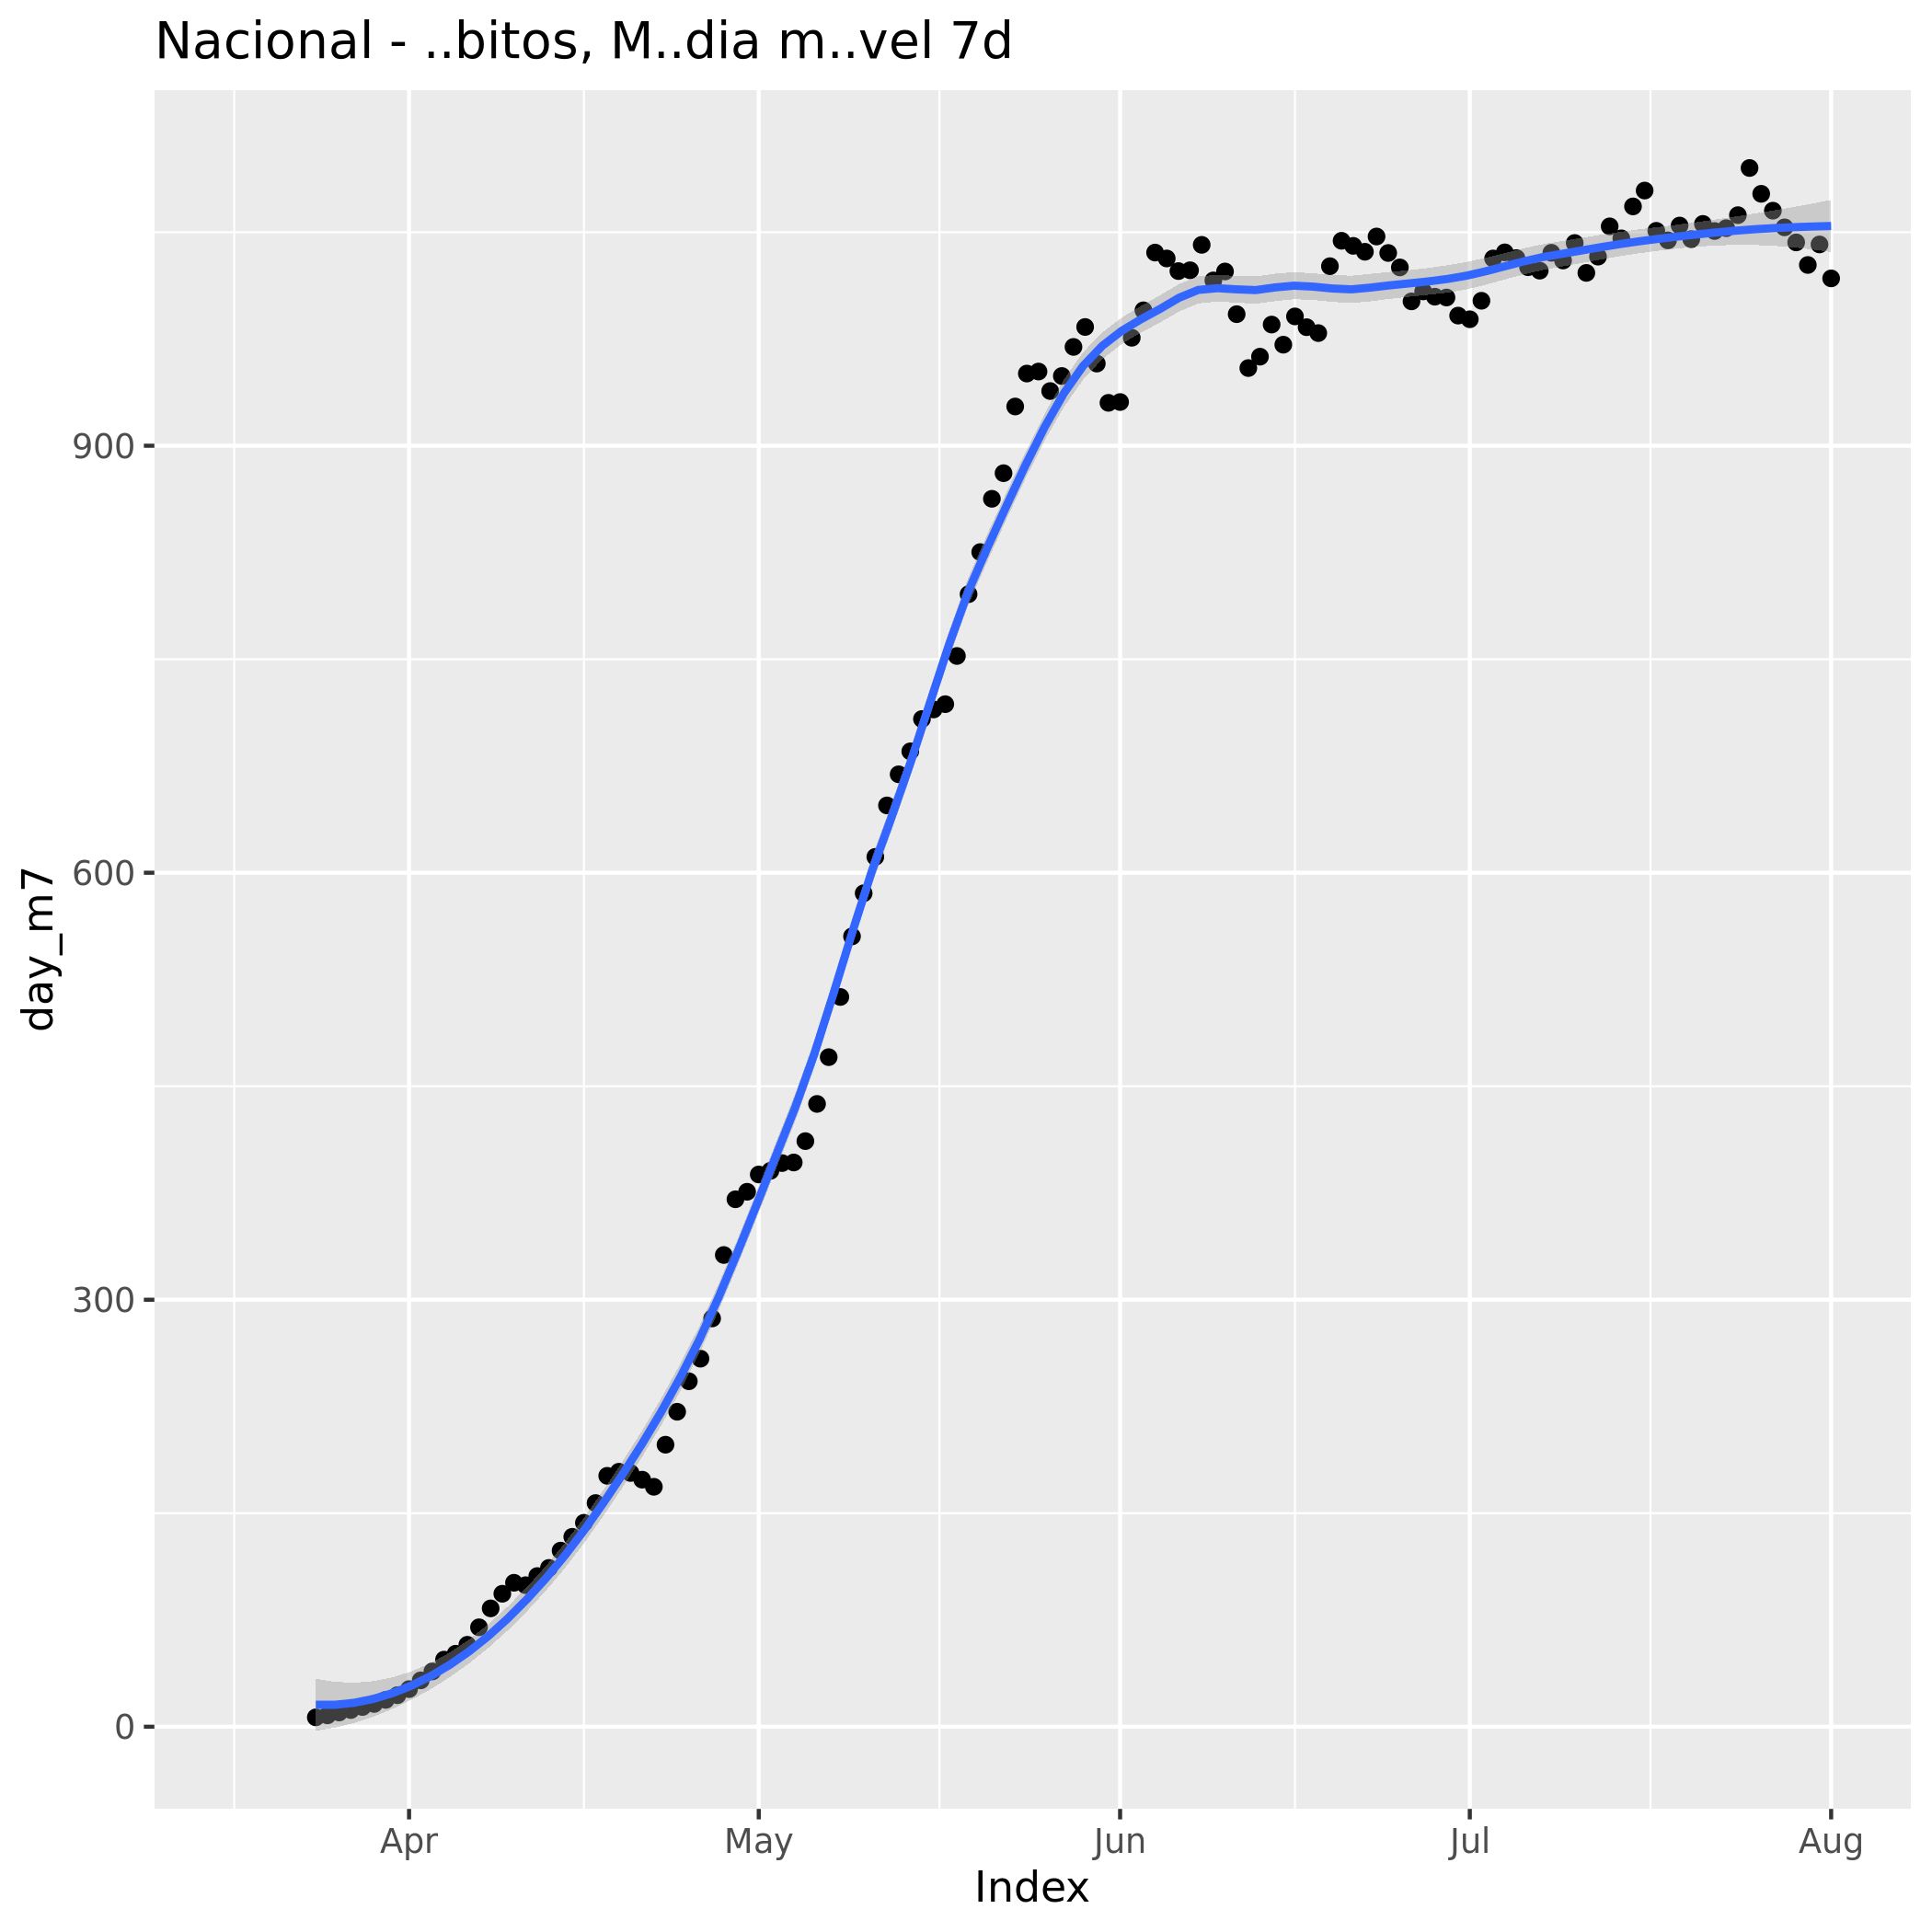 Nacional - ..bitos, M..dia m..vel 7d
day_m7
900
600
300
0
Apr May Jun Jul Aug
Index